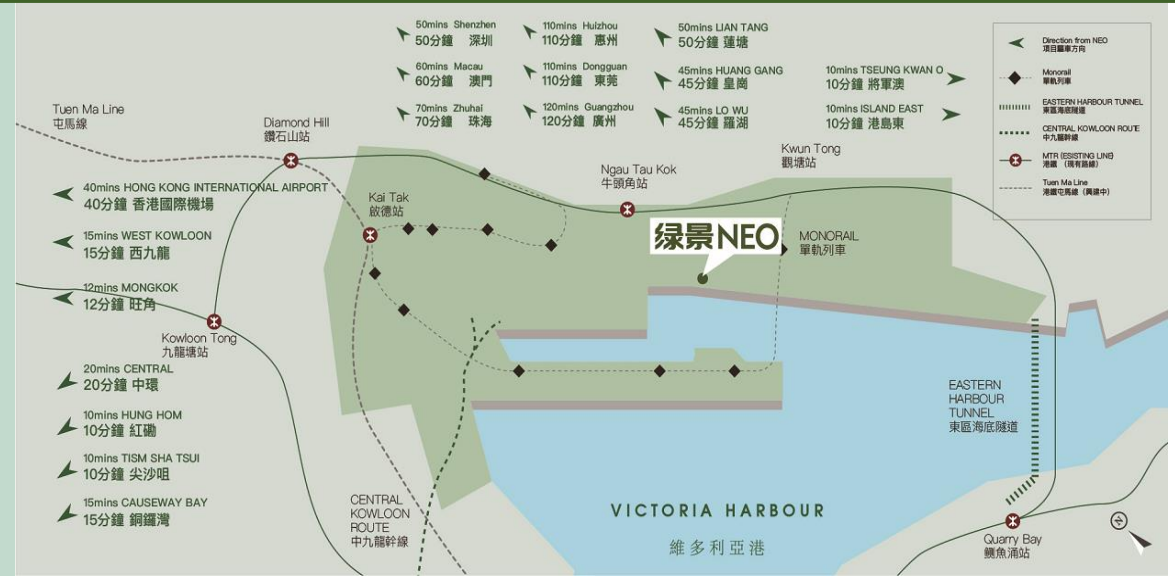 50mins Shenzhen
50分鐘 深圳
110mins Huizhou
110分鐘 惠州
50mins LIAN TANG
50分鐘 蓮塘
60mins Macau
60分鐘 澳門
110mins Dongguan
110分鐘 東莞
45mins HUANG GANG
45分鐘 皇崗
10mins TSEUNG KWAN O
10分鐘 將軍澳
70mins Zhuhai
70分鐘 珠海
120mins Guangzhou
120分鐘 廣州
45mins LO WU
45分鐘 羅湖
10mins ISLAND EAST
10分鐘 港島東
Direction from NEO
項目驅車方向
Monorail
單軌列車
EASTERN HARBOUR TUNNEL
東區海底隧道
CENTRAL KOWLOON ROUTE
中九龍幹線
MTR (ESISTING LINE)
港鐵 (現有路線)
Tuen Ma Line
港鐵屯馬線 (興建中)
Tuen Ma Line
屯馬線
Diamond Hill
鑽石山站
Kwun Tong
觀塘站
Ngau Tau Kok
牛頭角站
Kai Tak
啟德站
40mins HONG KONG INTERNATIONAL AIRPORT
40分鐘 香港國際機場
15mins WEST KOWLOON
15分鐘 西九龍
绿景NEO
MONORAIL
單軌列車
12mins MONGKOK
12分鐘 旺角
Kowloon Tong
九龍塘站
20mins CENTRAL
20分鐘 中環
10mins HUNG HOM
10分鐘 紅磡
10mins TISM SHA TSUI
10分鐘 尖沙咀
15mins CAUSEWAY BAY
15分鐘 銅鑼灣
EASTERN
HARBOUR
TUNNEL
東區海底隧道
CENTRAL
KOWLOON
ROUTE
中九龍幹線
VICTORIA HARBOUR
維多利亞港
Quarry Bay
鰂魚涌站